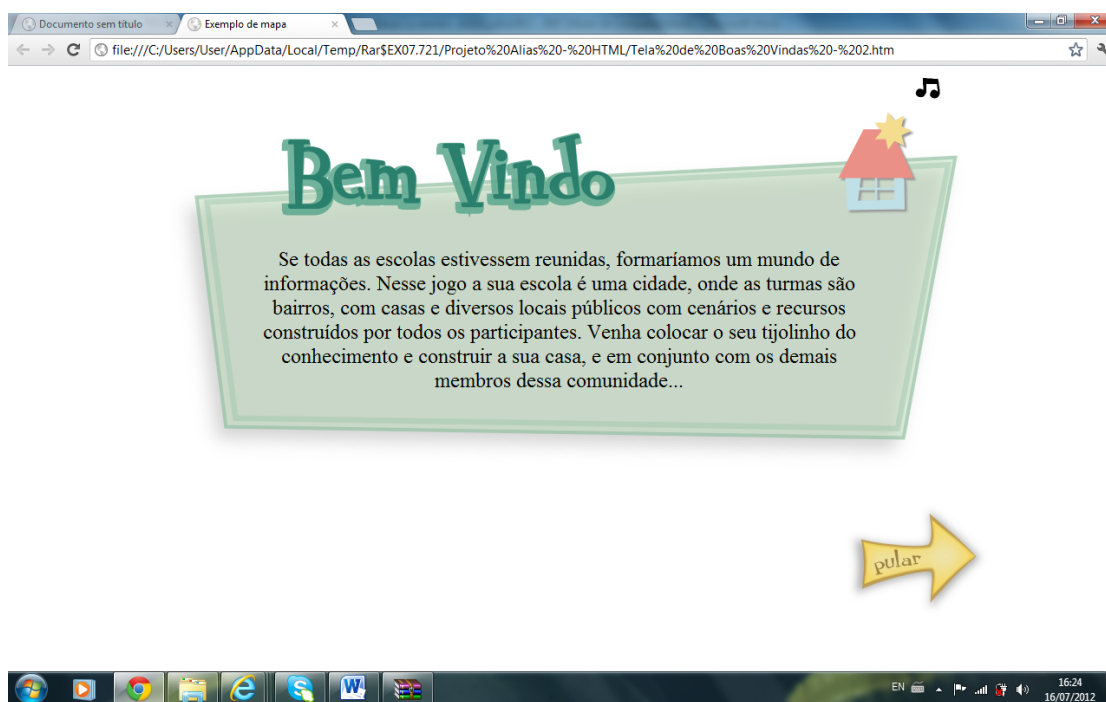 Documento sem título
Exemplo de mapa
file:///C:/Users/User/AppData/Local/Temp/Rar$EX07.721/Projeto%20Alias%20-%20HTML/Tela%20de%20Boas%20Vindas%20-%202.htm
Bem Vindo
Se todas as escolas estivessem reunidas, formaríamos um mundo de
informações. Nesse jogo a sua escola é uma cidade, onde as turmas são
bairros, com casas e diversos locais públicos com cenários e recursos
construídos por todos os participantes. Venha colocar o seu tijolinho do
conhecimento e construir a sua casa, e em conjunto com os demais
membros dessa comunidade...
pular
EN
16:24
16/07/2012